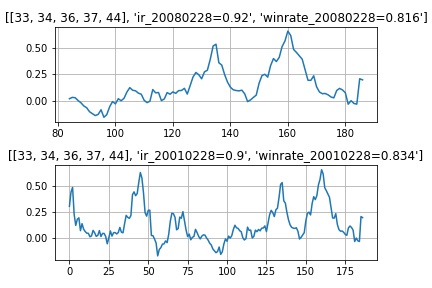 [[33, 34, 36, 37, 44], 'ir_20080228=0.92', 'winrate_20080228=0.816']
0.50
0.25
0.00
80 100 120 140 160 180
[[33, 34, 36, 37, 44], 'ir_20010228=0.9', 'winrate_20010228=0.834']
0.50
0.25
0.00
0 25 50 75 100 125 150 175